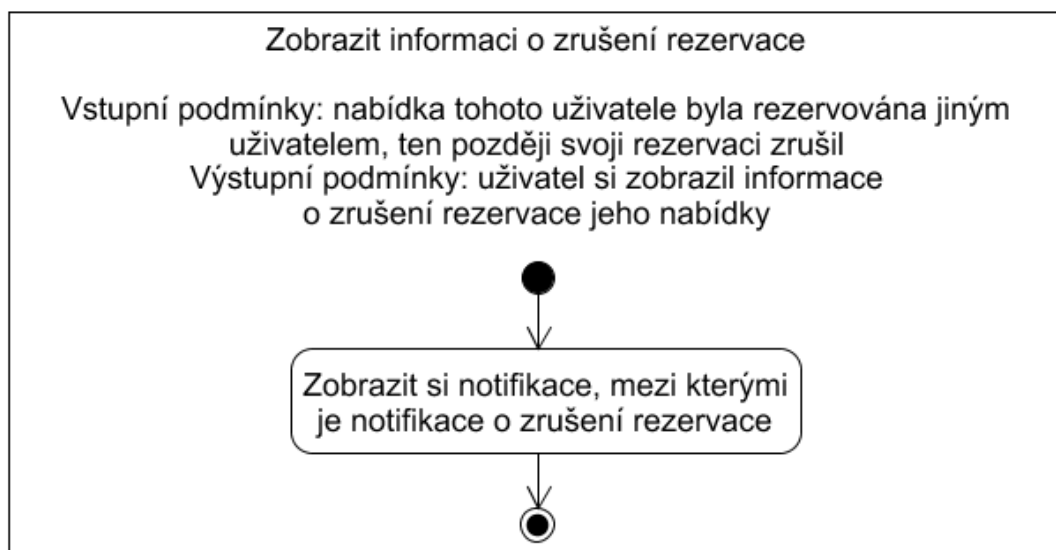 Zobrazit informaci o zrušení rezervace
Vstupní podmínky: nabídka tohoto uživatele byla rezervována jiným
uživatelem, ten později svoji rezervaci zrušil
Výstupní podmínky: uživatel si zobrazil informace
o zrušení rezervace jeho nabídky
Zobrazit si notifikace, mezi kterými
je notifikace o zrušení rezervace